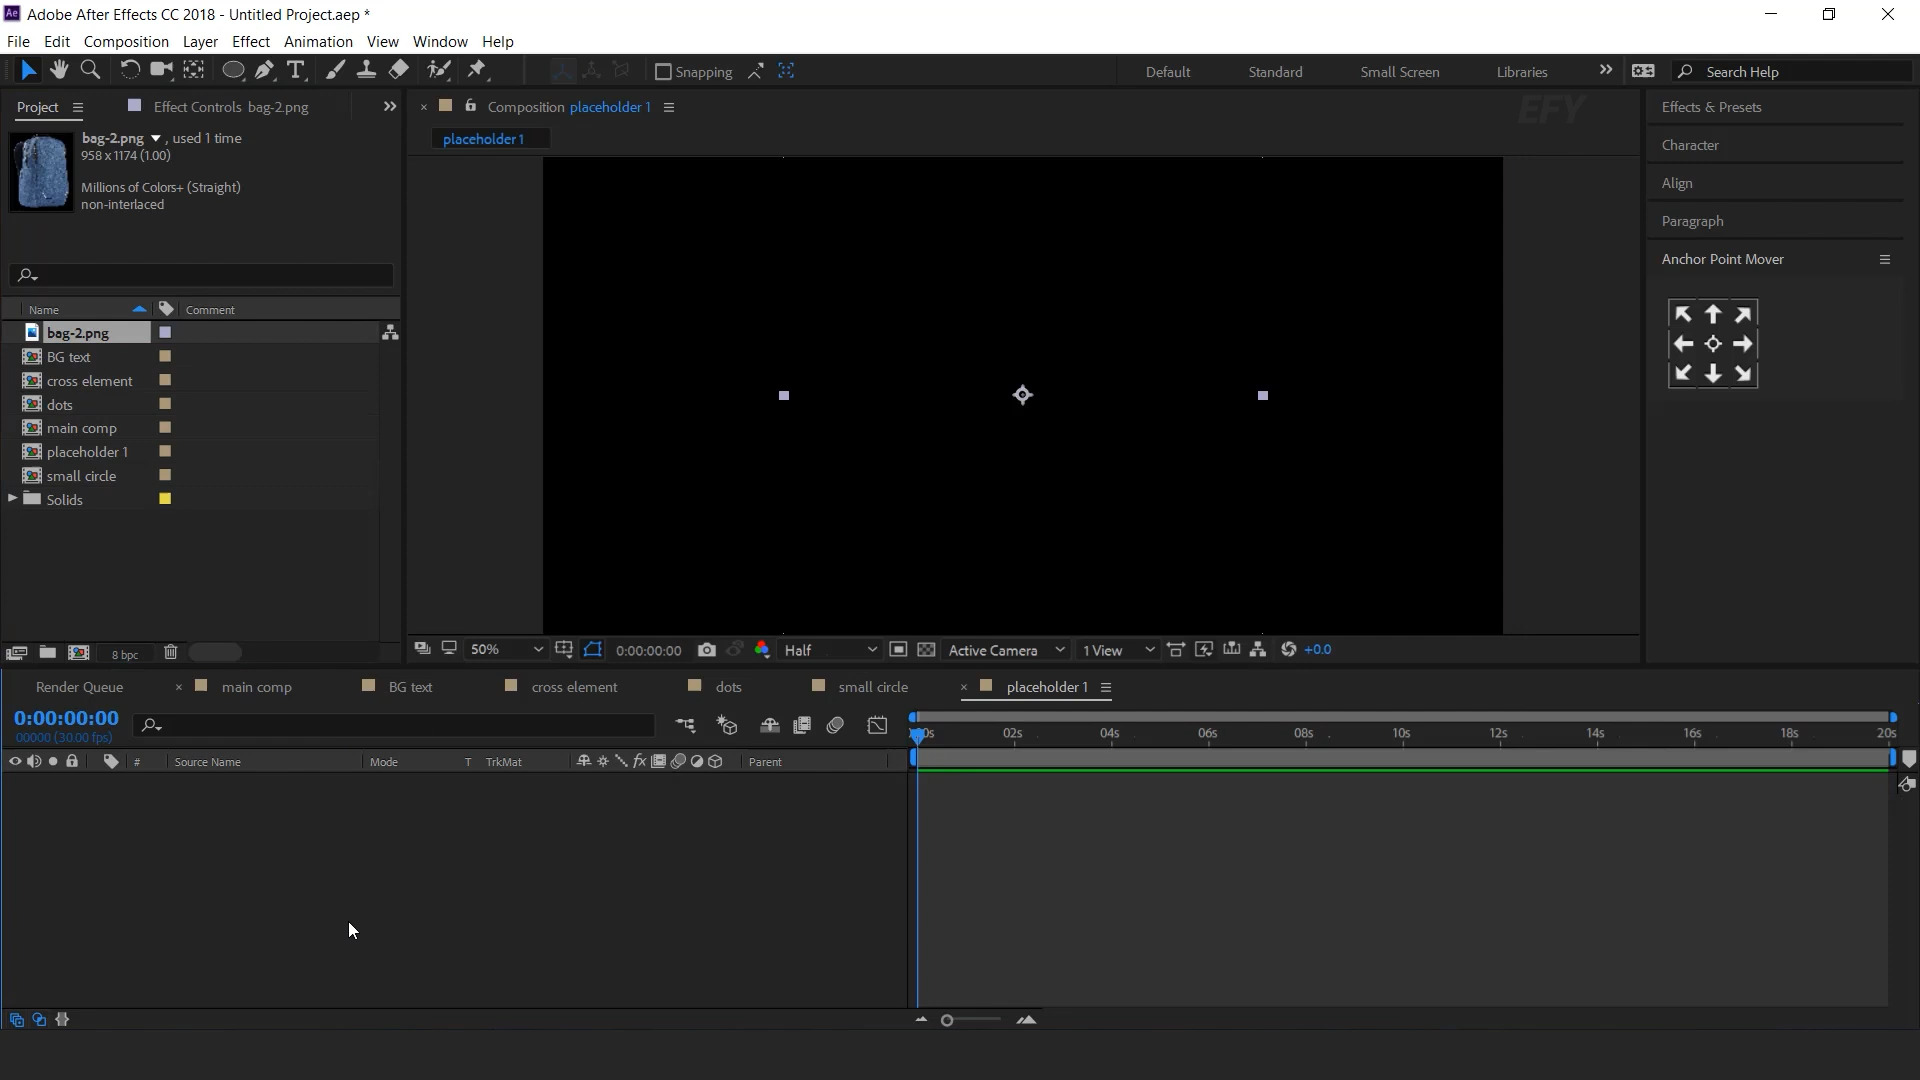 Ae Adobe After Effects CC 2018 - Untitled Project.aep *
File Edit Composition Layer Effect Animation View Window Help
T Snapping Default Standard Small Screen Libraries Search Help
Project Effect Controls bag-2.png
Composition placeholder 1
EFY
placeholder 1
bag-2.png , used 1 time
958 x 1174 (1.00)
Millions of Colors+ (Straight)
non-interlaced
Name Comment
bag-2.png
BG text
cross element
dots
main comp
placeholder 1
small circle
Solids
8 bpc
50% 0:00:00:00 Half Active Camera 1 View +0.0
Effects & Presets
Character
Align
Paragraph
Anchor Point Mover
Render Queue main comp BG text cross element dots small circle placeholder 1
0:00:00:00
00000 (30.00 fps)
0s 02s 04s 06s 08s 10s 12s 14s 16s 18s 20s
# Source Name Mode T TrkMat fx Parent